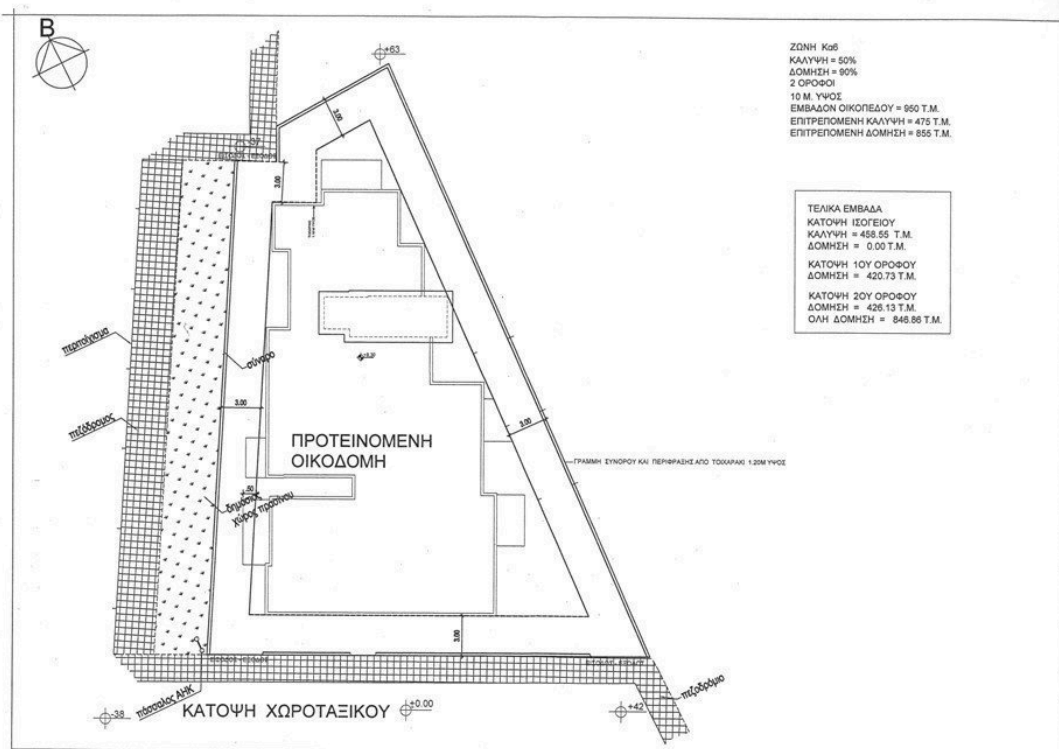 Β
+63
ΖΩΝΗ Κα6
ΚΑΛΥΨΗ = 50%
ΔΟΜΗΣΗ = 90%
2 ΟΡΟΦΟΙ
10 Μ. ΥΨΟΣ
ΕΜΒΑΔΟΝ ΟΙΚΟΠΕΔΟΥ = 950 Τ.Μ.
ΕΠΙΤΡΕΠΟΜΕΝΗ ΚΑΛΥΨΗ = 475 Τ.Μ.
ΕΠΙΤΡΕΠΟΜΕΝΗ ΔΟΜΗΣΗ = 855 Τ.Μ.
3.00
3.00
ΤΕΛΙΚΑ ΕΜΒΑΔΑ
ΚΑΤΟΨΗ ΙΣΟΓΕΙΟΥ
ΚΑΛΥΨΗ = 458.55 Τ.Μ.
ΔΟΜΗΣΗ = 0.00 Τ.Μ.
ΚΑΤΟΨΗ 1ΟΥ ΟΡΟΦΟΥ
ΔΟΜΗΣΗ = 420.73 Τ.Μ.
ΚΑΤΟΨΗ 2ΟΥ ΟΡΟΦΟΥ
ΔΟΜΗΣΗ = 426.13 Τ.Μ.
ΟΛΗ ΔΟΜΗΣΗ = 846.86 Τ.Μ.
περιτοίχισμα
σύνορο
3.00
πεζόδρομος
3.00
ΠΡΟΤΕΙΝΟΜΕΝΗ
ΟΙΚΟΔΟΜΗ
ΓΡΑΜΜΗ ΣΥΝΟΡΟΥ ΚΑΙ ΠΕΡΙΦΡΑΞΗΣ ΑΠΟ ΤΟΙΧΑΡΑΚΙ 1.20Μ ΥΨΟΣ
δημόσιος
χώρος πρασίνου
3.00
ΕΙΣΟΔΟΣ-ΕΞΟΔΟΣ
πεζοδρόμιο
πάσσαλος ΑΗΚ
-38
ΚΑΤΟΨΗ ΧΩΡΟΤΑΞΙΚΟΥ
+0.00
+42